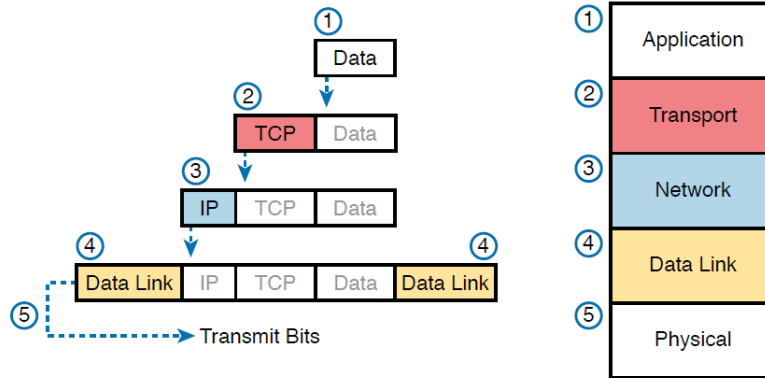 ① Data
② TCP Data
③ IP TCP Data
④ ④
Data Link IP TCP Data Data Link
⑤ Transmit Bits
① Application
② Transport
③ Network
④ Data Link
⑤ Physical